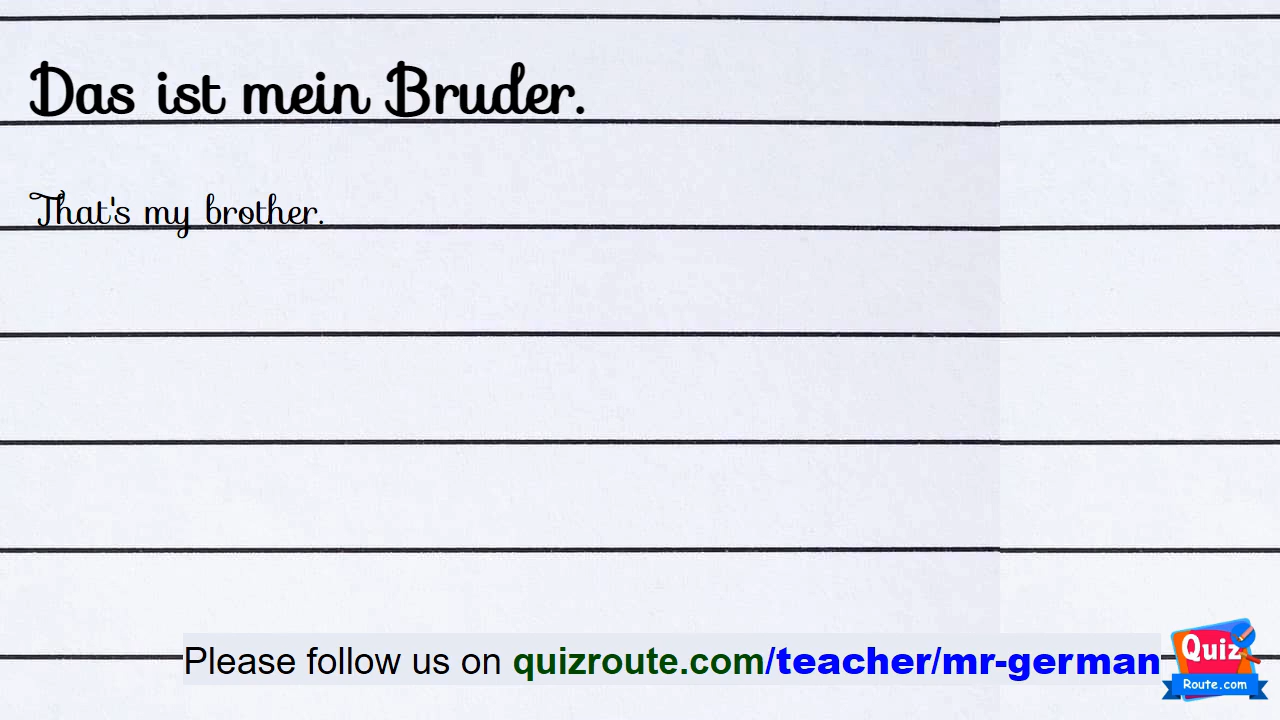 Das ist mein Bruder.
That's my brother.
Please follow us on quizroute.com/teacher/mr-german
Quiz
Route.com